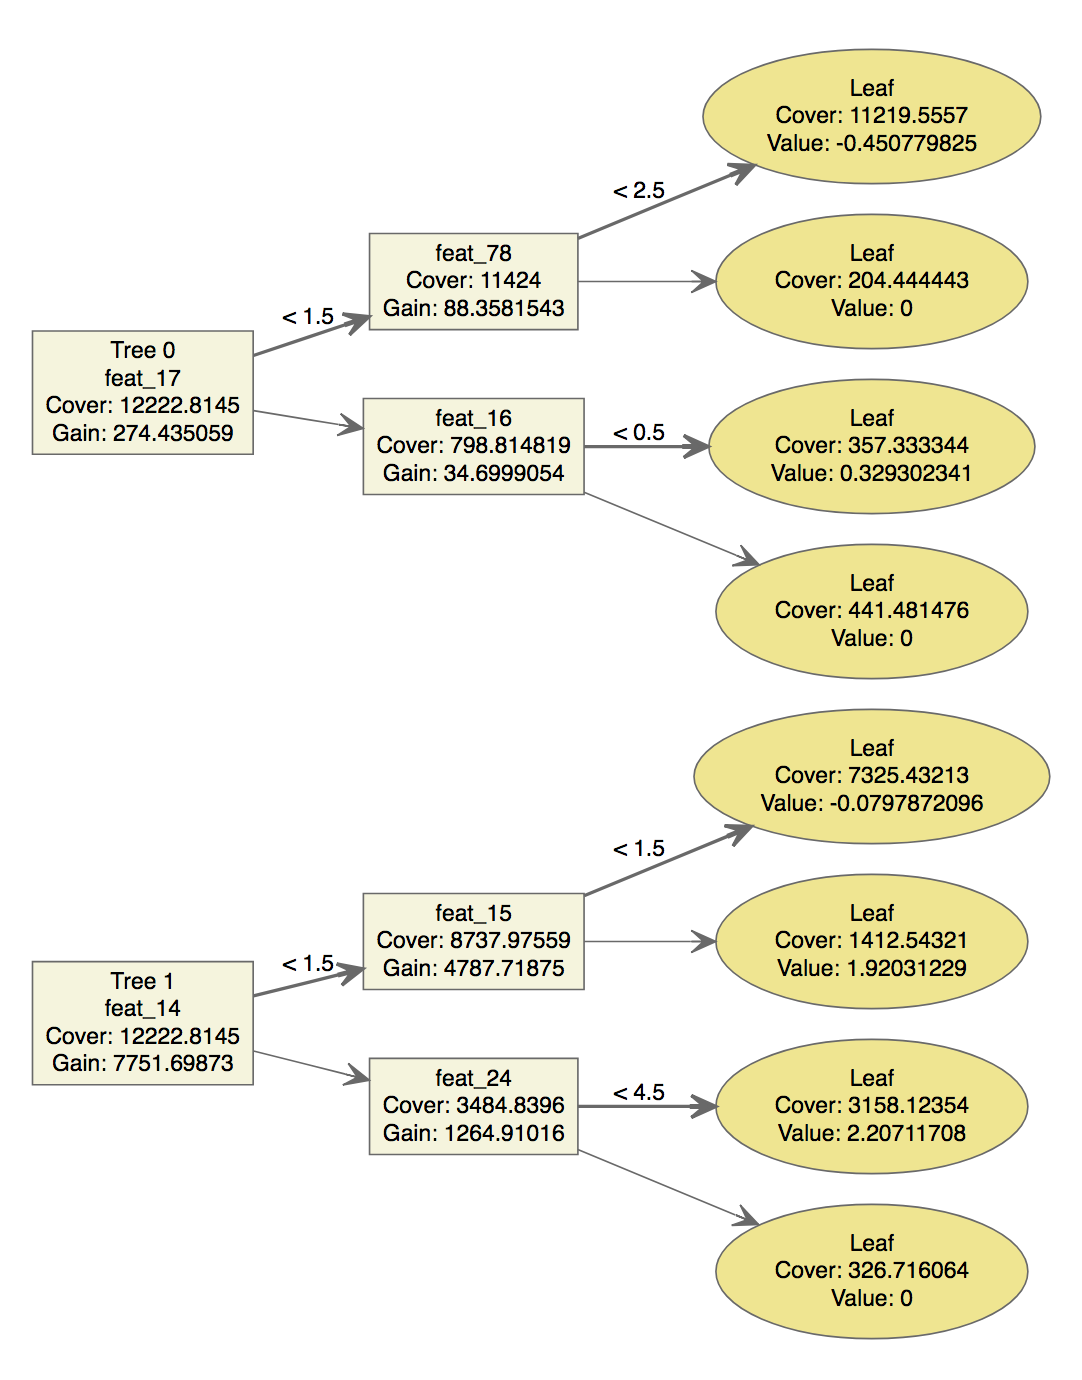 Leaf
Cover: 11219.5557
Value: -0.450779825
< 2.5
feat_78
Cover: 11424
Gain: 88.3581543
Leaf
Cover: 204.444443
Value: 0
< 1.5
Tree 0
feat_17
Cover: 12222.8145
Gain: 274.435059
feat_16
Cover: 798.814819
Gain: 34.6999054
< 0.5
Leaf
Cover: 357.333344
Value: 0.329302341
Leaf
Cover: 441.481476
Value: 0
Leaf
Cover: 7325.43213
Value: -0.0797872096
< 1.5
feat_15
Cover: 8737.97559
Gain: 4787.71875
Leaf
Cover: 1412.54321
Value: 1.92031229
< 1.5
Tree 1
feat_14
Cover: 12222.8145
Gain: 7751.69873
feat_24
Cover: 3484.8396
Gain: 1264.91016
< 4.5
Leaf
Cover: 3158.12354
Value: 2.20711708
Leaf
Cover: 326.716064
Value: 0